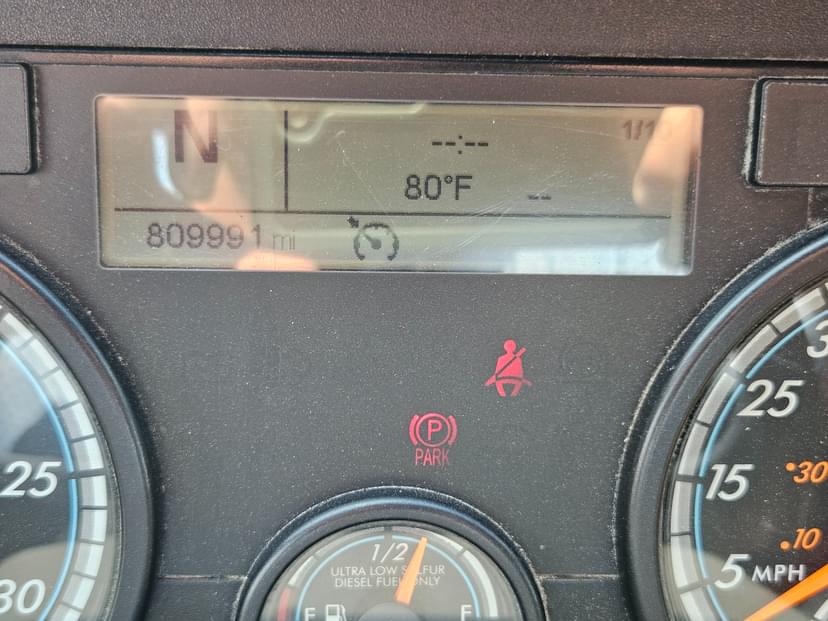 N
--:--
1/10
80°F
--
809991 mi
P
PARK
25
30
1/2
ULTRA LOW SULFUR
DIESEL FUEL ONLY
E
F
25
15
30
10
5 MPH